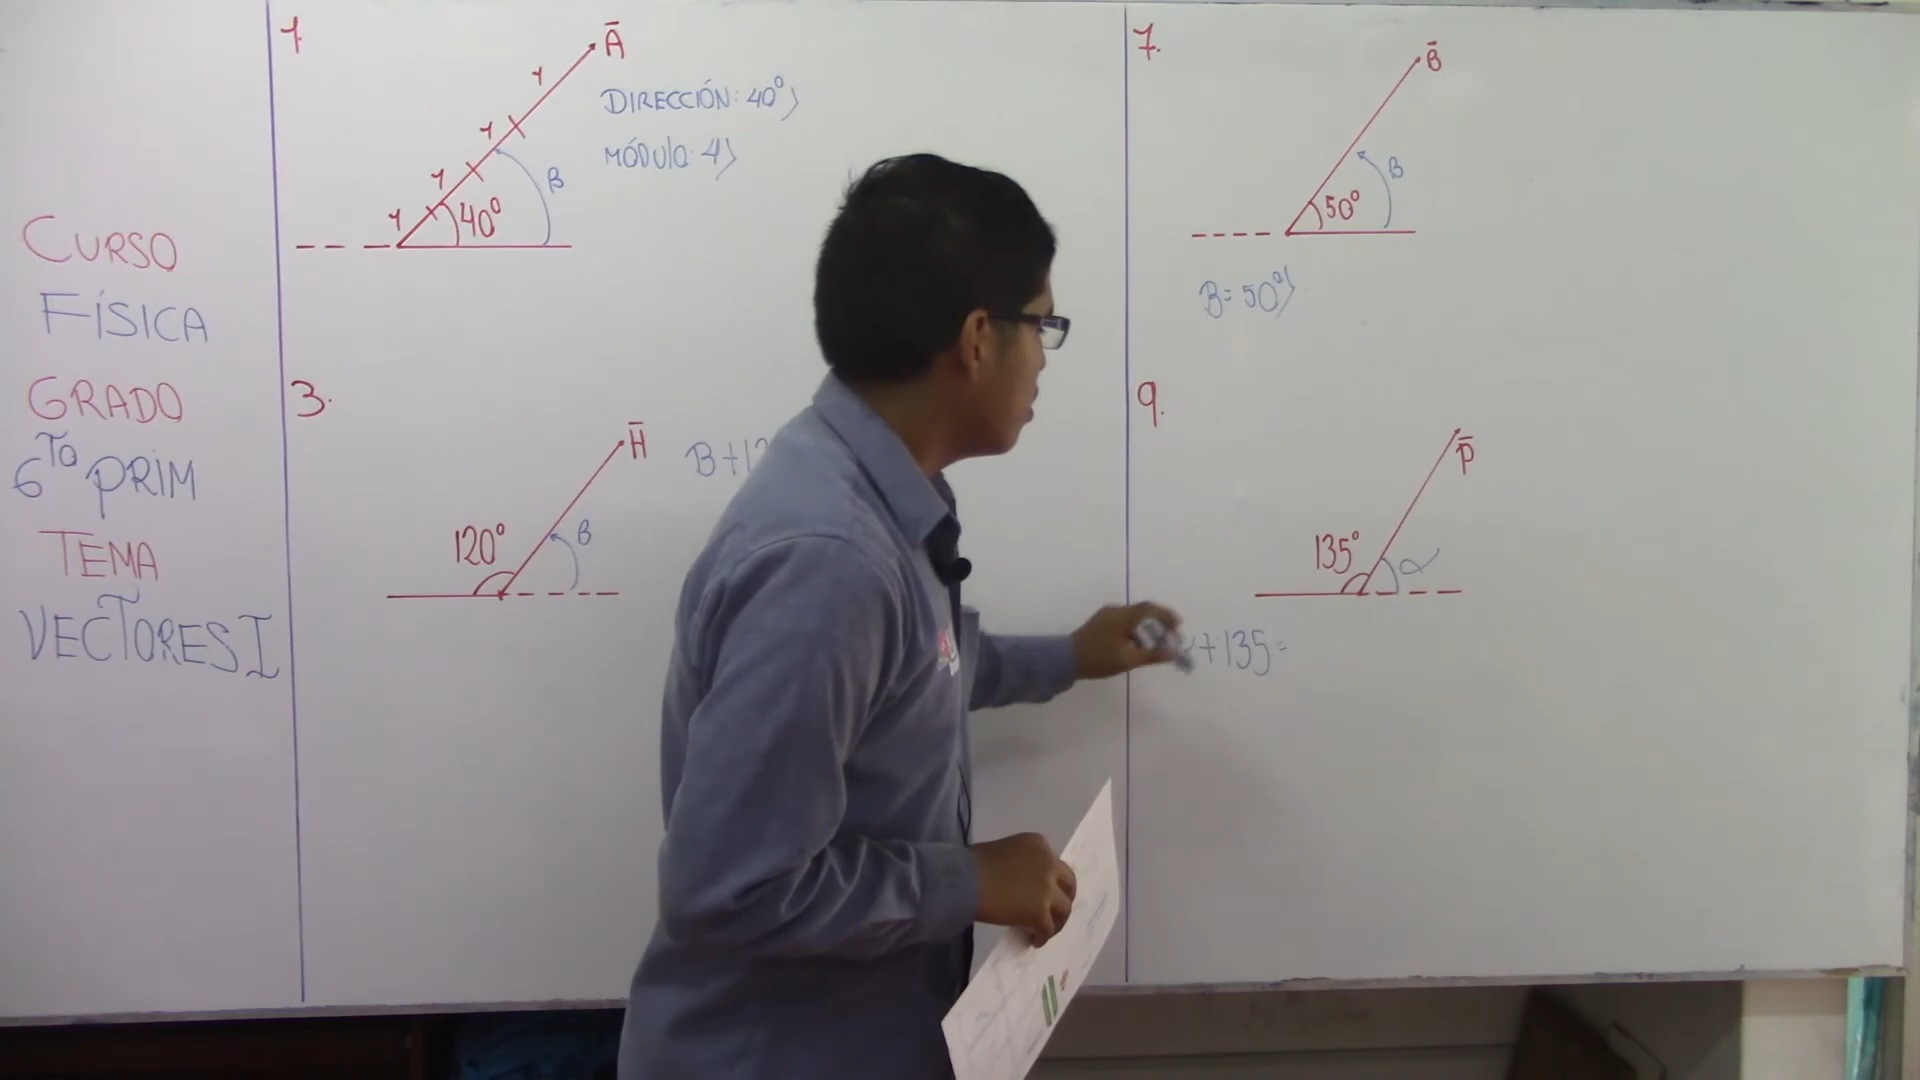 CURSO
FÍSICA
GRADO
6TO PRIM
TEMA
VECTORES I
1.
Ā
1
1
1
1
40°
B
DIRECCIÓN: 40°
MÓDULO: 4
3.
H̄
120°
B
B+12
7.
B̄
50°
B
B= 50°
9.
P̄
135°
α
+135=